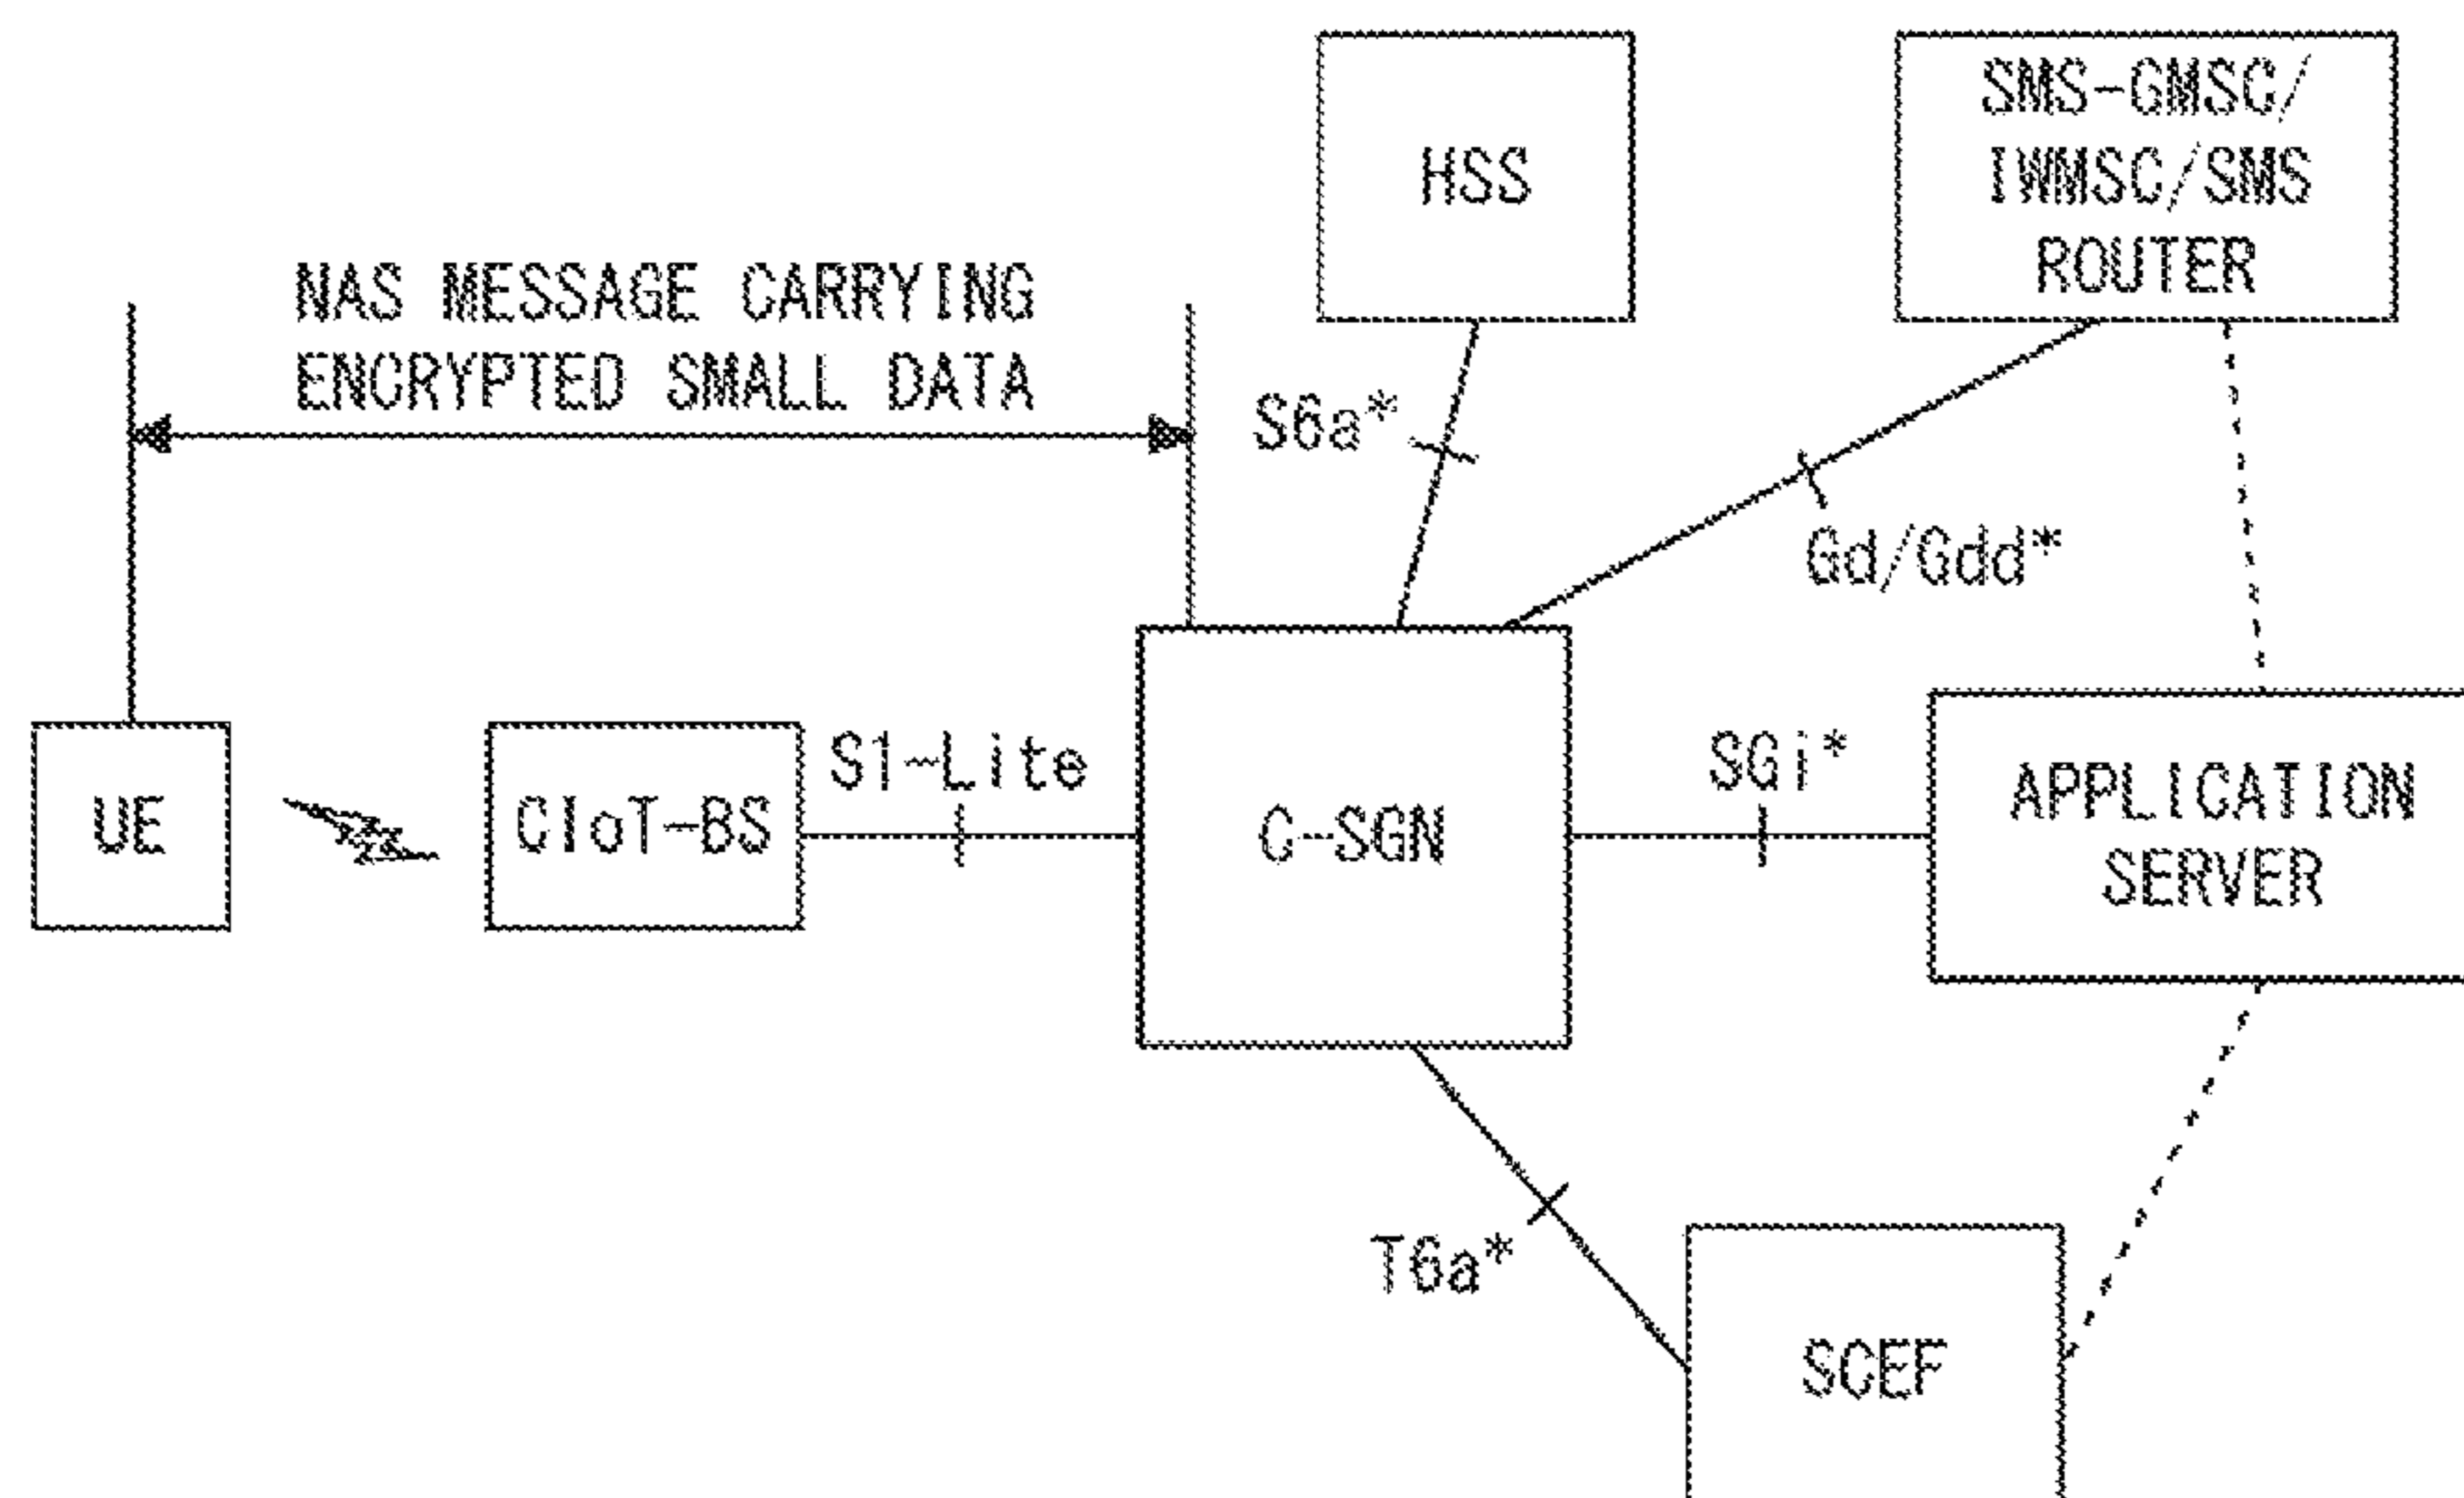 HSS
SMS-GMSC/
IWMSC/SMS
ROUTER
NAS MESSAGE CARRYING
ENCRYPTED SMALL DATA
S6a*
Gd/Gdd*
UE
CIoT-BS
S1-Lite
C-SGN
SGi*
APPLICATION
SERVER
T6a*
SCEF